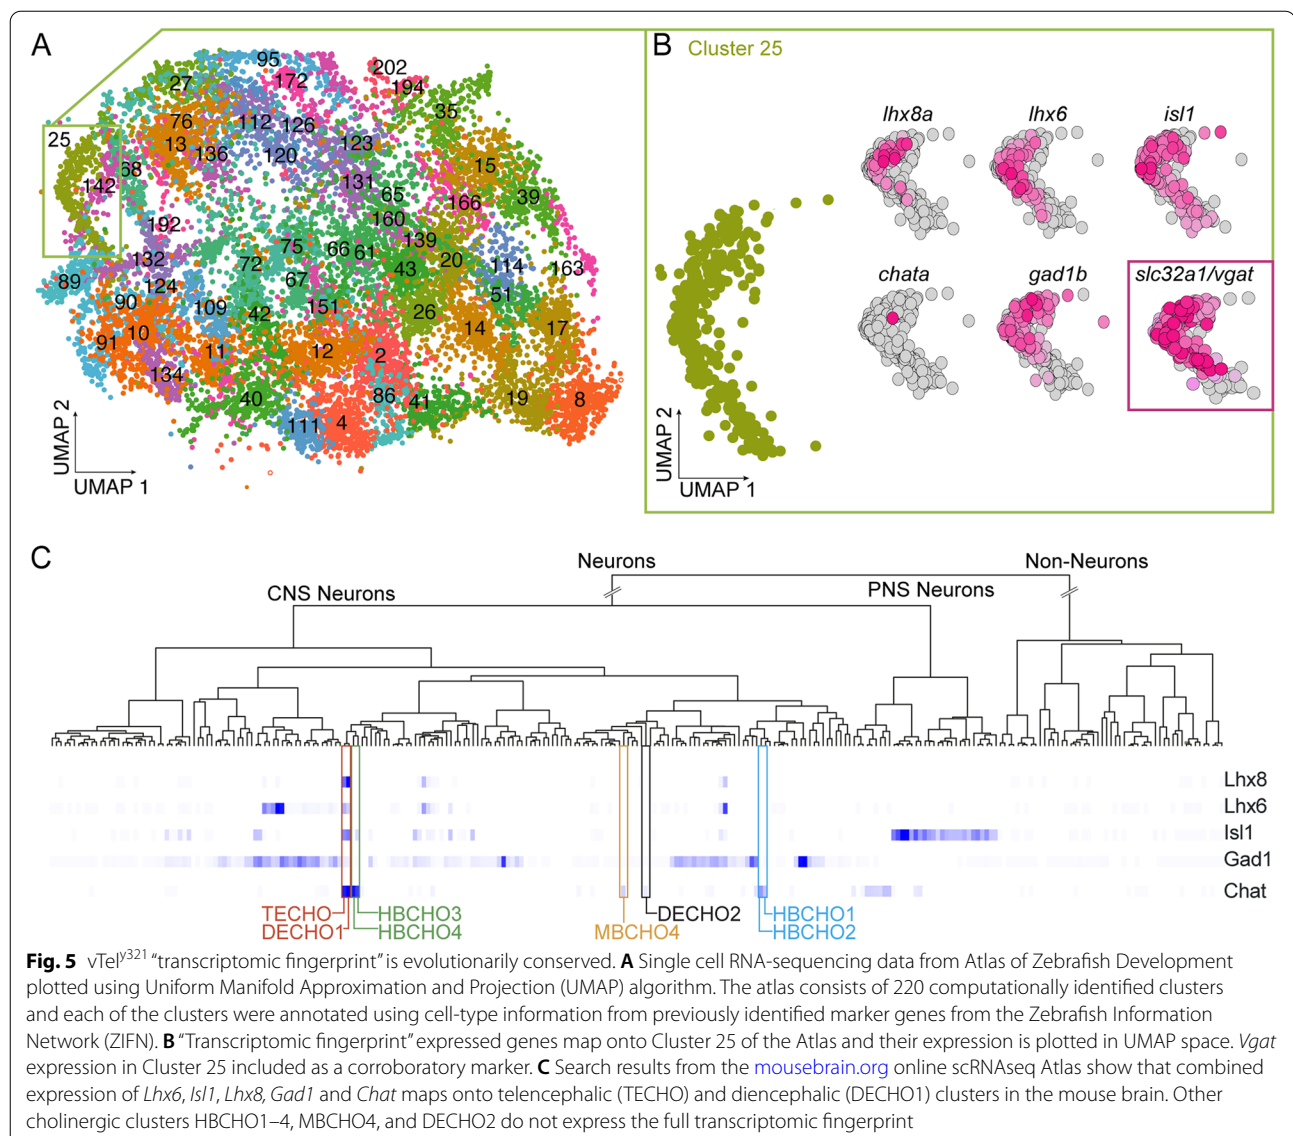 A
B Cluster 25
95
202
27
172
194
35
76
112
126
25
13
123
136
120
15
68
131
142
65
39
166
192
160
75
66
61
139
132
72
20
114
163
43
89
67
124
51
90
109
151
42
26
14
17
10
91
11
12
2
134
86
19
8
40
41
111
4
UMAP 2
UMAP 1
lhx8a lhx6 isl1
chata gad1b slc32a1/vgat
UMAP 2
UMAP 1
C
Neurons Non-Neurons
CNS Neurons PNS Neurons
Lhx8
Lhx6
Isl1
Gad1
Chat
TECHO HBCHO3 DECHO2 HBCHO1
DECHO1 HBCHO4 MBCHO4 HBCHO2
Fig. 5 vTely321 “transcriptomic fingerprint” is evolutionarily conserved. A Single cell RNA-sequencing data from Atlas of Zebrafish Development
plotted using Uniform Manifold Approximation and Projection (UMAP) algorithm. The atlas consists of 220 computationally identified clusters
and each of the clusters were annotated using cell-type information from previously identified marker genes from the Zebrafish Information
Network (ZIFN). B “Transcriptomic fingerprint” expressed genes map onto Cluster 25 of the Atlas and their expression is plotted in UMAP space. Vgat
expression in Cluster 25 included as a corroboratory marker. C Search results from the mousebrain.org online scRNAseq Atlas show that combined
expression of Lhx6, Isl1, Lhx8, Gad1 and Chat maps onto telencephalic (TECHO) and diencephalic (DECHO1) clusters in the mouse brain. Other
cholinergic clusters HBCHO1–4, MBCHO4, and DECHO2 do not express the full transcriptomic fingerprint